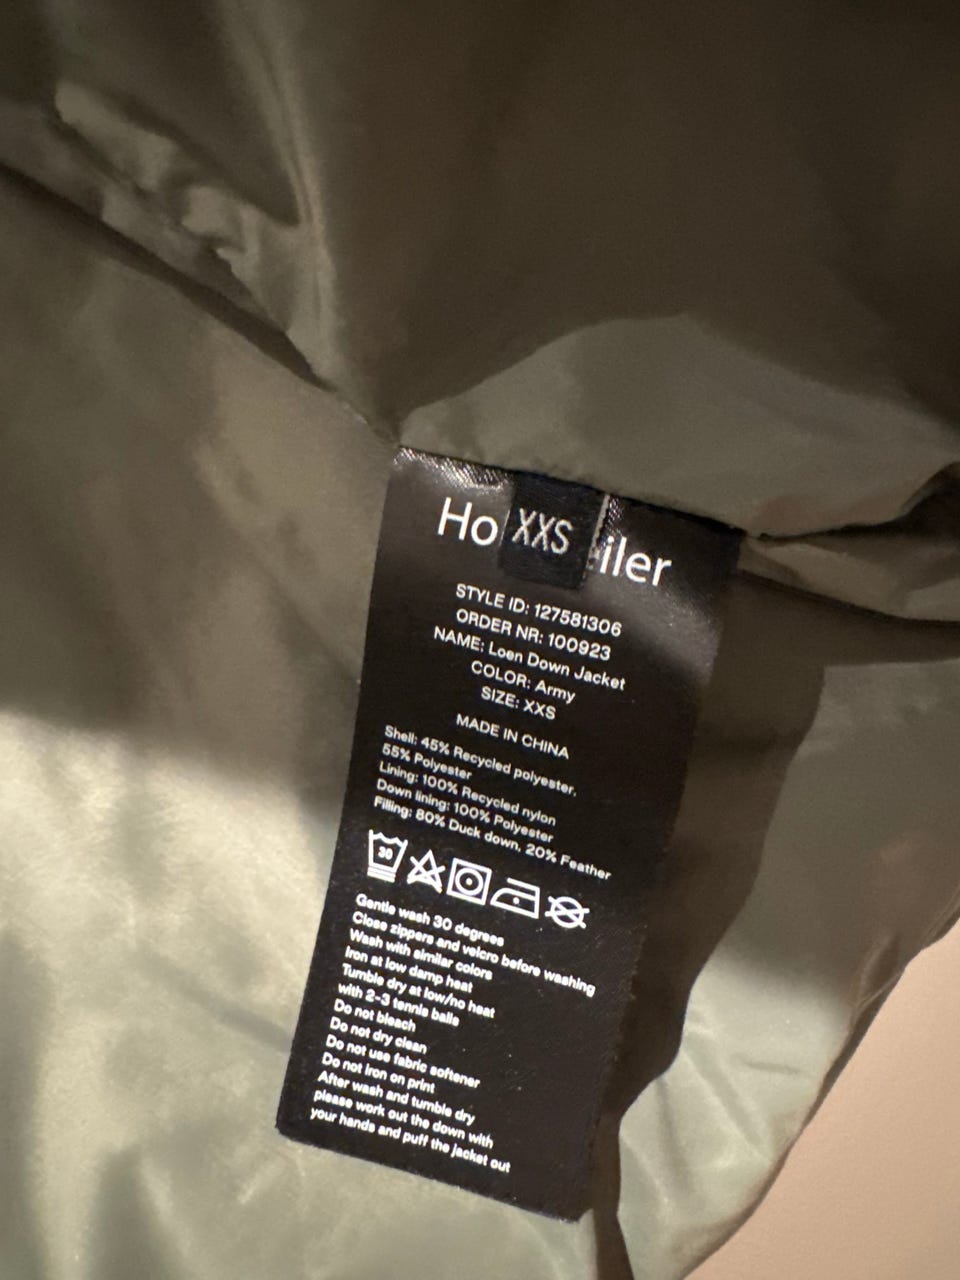 Ho XXS iler
STYLE ID: 127581306
ORDER NR: 100923
NAME: Loen Down Jacket
COLOR: Army
SIZE: XXS
MADE IN CHINA
Shell: 45% Recycled polyester,
55% Polyester
Lining: 100% Recycled nylon
Down lining: 100% Polyester
Filling: 80% Duck down, 20% Feather
30
Gentle wash 30 degrees
Close zippers and velcro before washing
Wash with similar colors
Iron at low damp heat
Tumble dry at low/no heat
with 2-3 tennis balls
Do not bleach
Do not dry clean
Do not use fabric softener
Do not iron on print
After wash and tumble dry
please work out the down with
your hands and puff the jacket out